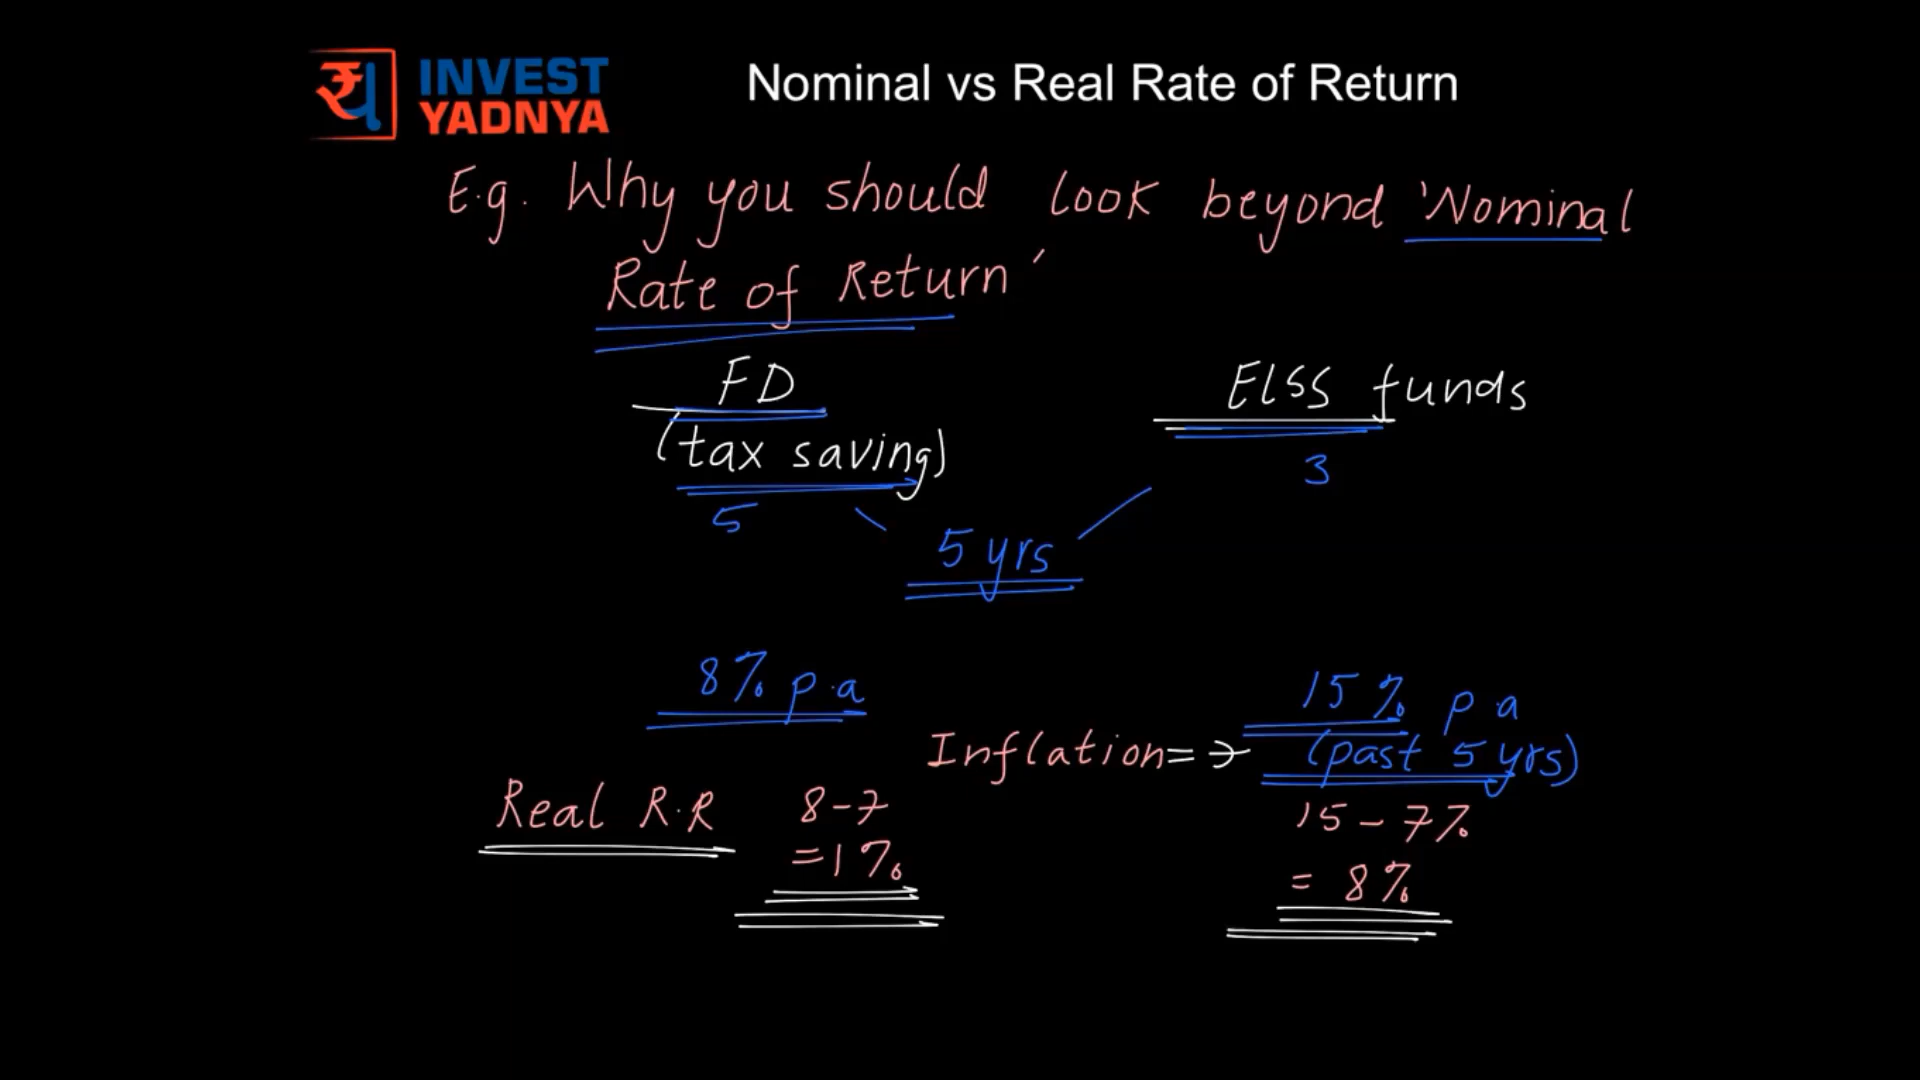 INVEST
YADNYA
Nominal vs Real Rate of Return
E.g. Why you should look beyond 'Nominal
Rate of Return'
FD
(tax saving)
5
ELSS funds
3
5 yrs
8% p.a
15% p a
(past 5 yrs)
Inflation =
Real R.R
8-7
=1%
15-7%
= 8%